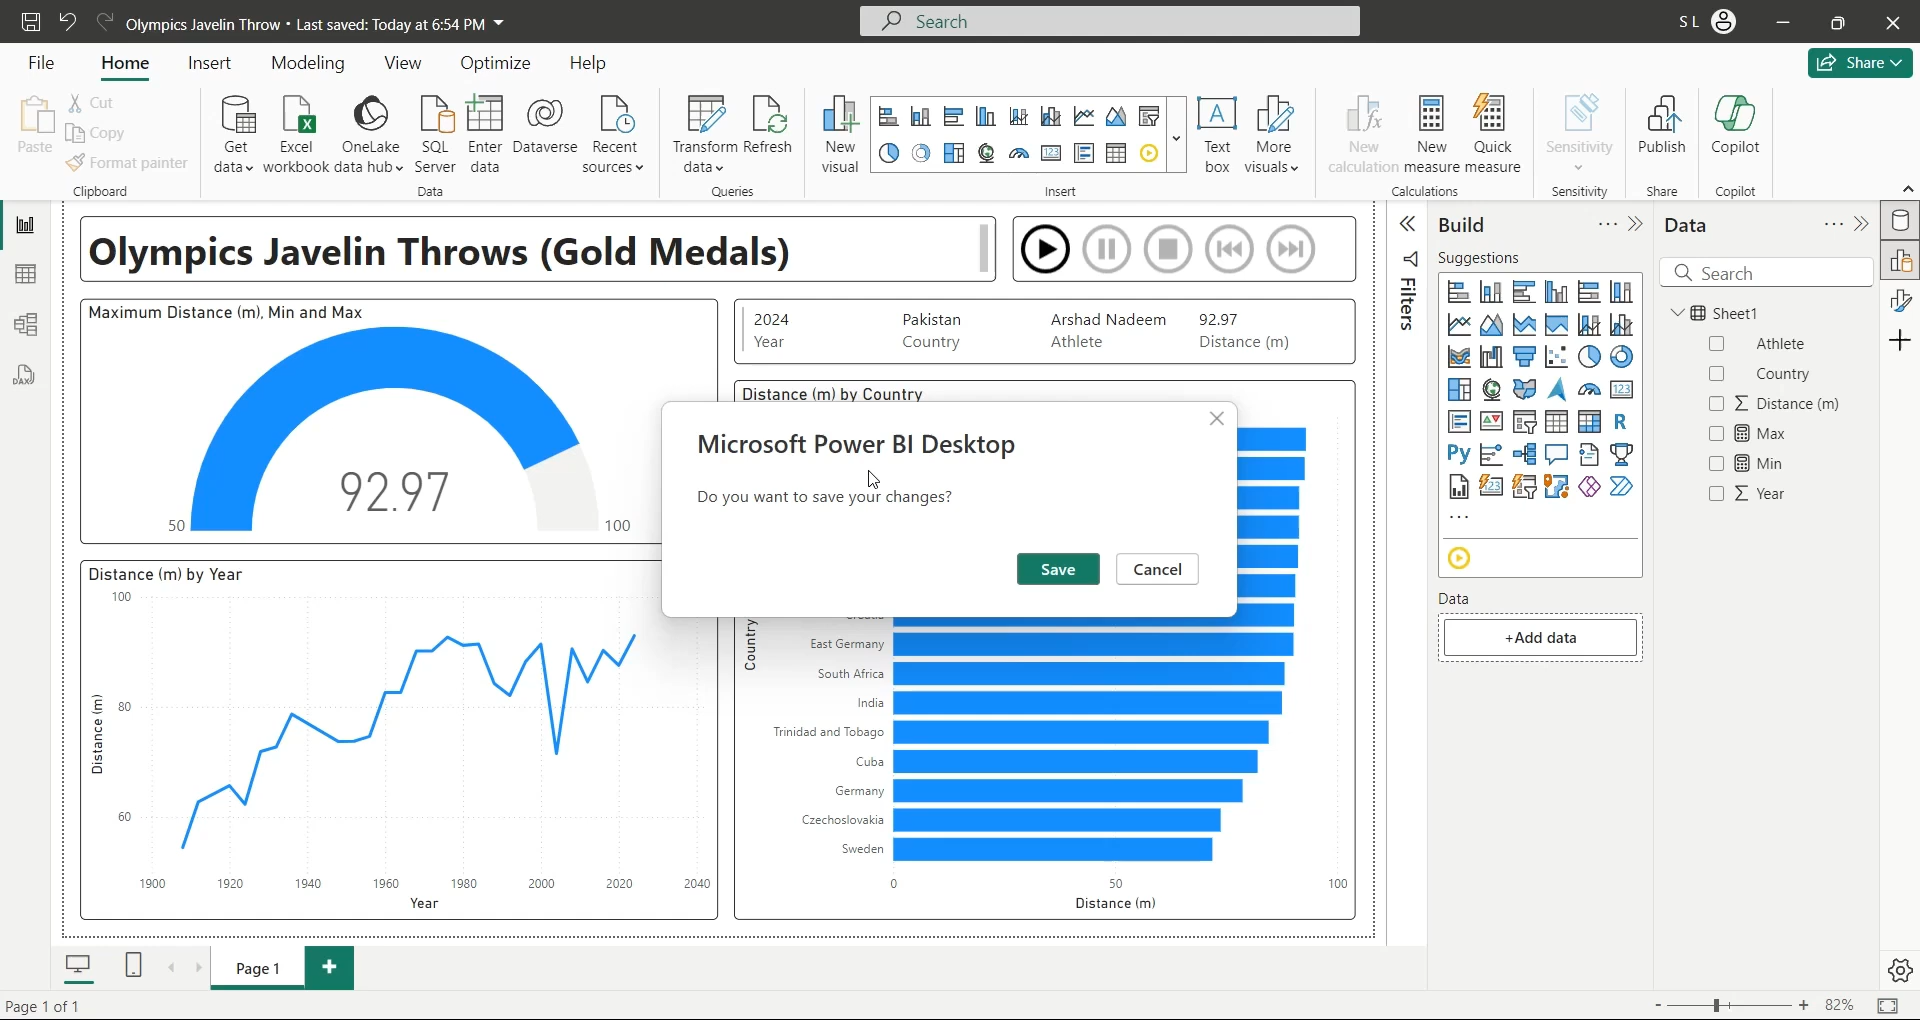 Olympics Javelin Throw • Last saved: Today at 6:54 PM
Search
S L
File
Home
Insert
Modeling
View
Optimize
Help
Share
Paste
Cut
Copy
Format painter
Clipboard
Get data
Excel workbook
OneLake data hub
SQL Server
Enter data
Dataverse
Recent sources
Data
Transform data
Refresh
Queries
New visual
Text box
More visuals
Insert
New calculation
New measure
Quick measure
Calculations
Sensitivity
Sensitivity
Publish
Share
Copilot
Copilot
Olympics Javelin Throws (Gold Medals)
Maximum Distance (m), Min and Max
92.97
50
100
2024
Year
Pakistan
Country
Arshad Nadeem
Athlete
92.97
Distance (m)
Distance (m) by Country
Microsoft Power BI Desktop
Do you want to save your changes?
Save
Cancel
Distance (m) by Year
100
80
60
Distance (m)
1900
1920
1940
1960
1980
2000
2020
2040
Year
Country
East Germany
South Africa
India
Trinidad and Tobago
Cuba
Germany
Czechoslovakia
Sweden
0
50
100
Distance (m)
Filters
Build
Suggestions
R
Py
123
Data
+Add data
Data
Search
Sheet1
Athlete
Country
Distance (m)
Max
Min
Year
DAX
Page 1
Page 1 of 1
82%